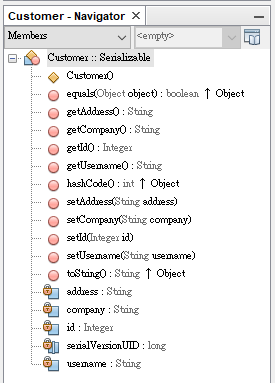 Customer - Navigator
Members
<empty>
Customer :: Serializable
Customer()
equals(Object object) : boolean ↑ Object
getAddress() : String
getCompany() : String
getId() : Integer
getUsername() : String
hashCode() : int ↑ Object
setAddress(String address)
setCompany(String company)
setId(Integer id)
setUsername(String username)
toString() : String ↑ Object
address : String
company : String
id : Integer
serialVersionUID : long
username : String